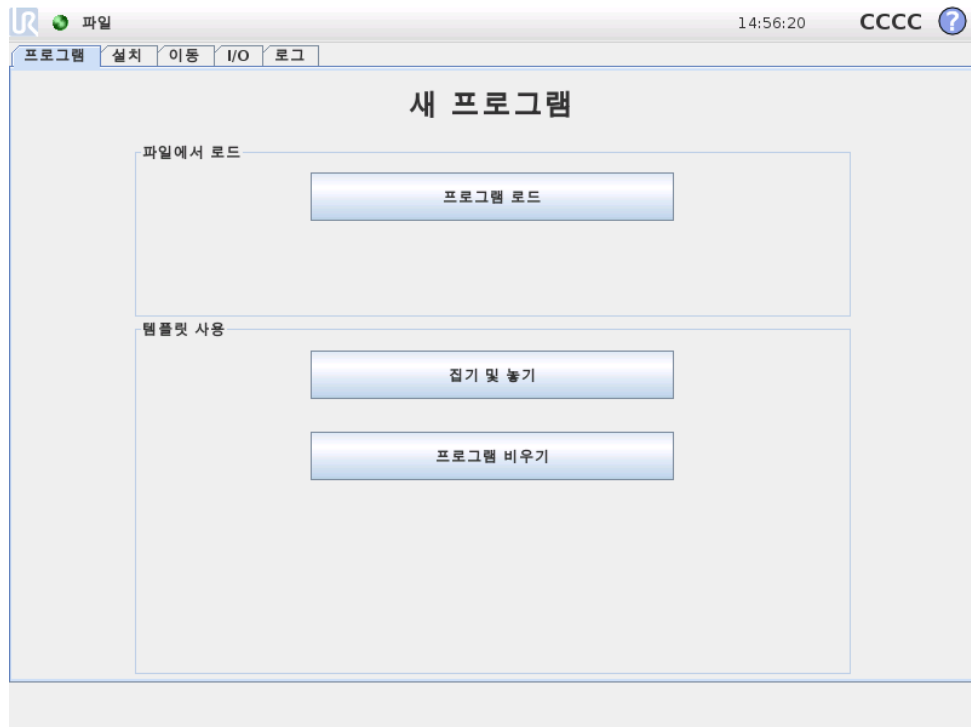 UR 파일 14:56:20 CCCC ?
프로그램 설치 이동 I/O 로그
새 프로그램
파일에서 로드
프로그램 로드
템플릿 사용
집기 및 놓기
프로그램 비우기